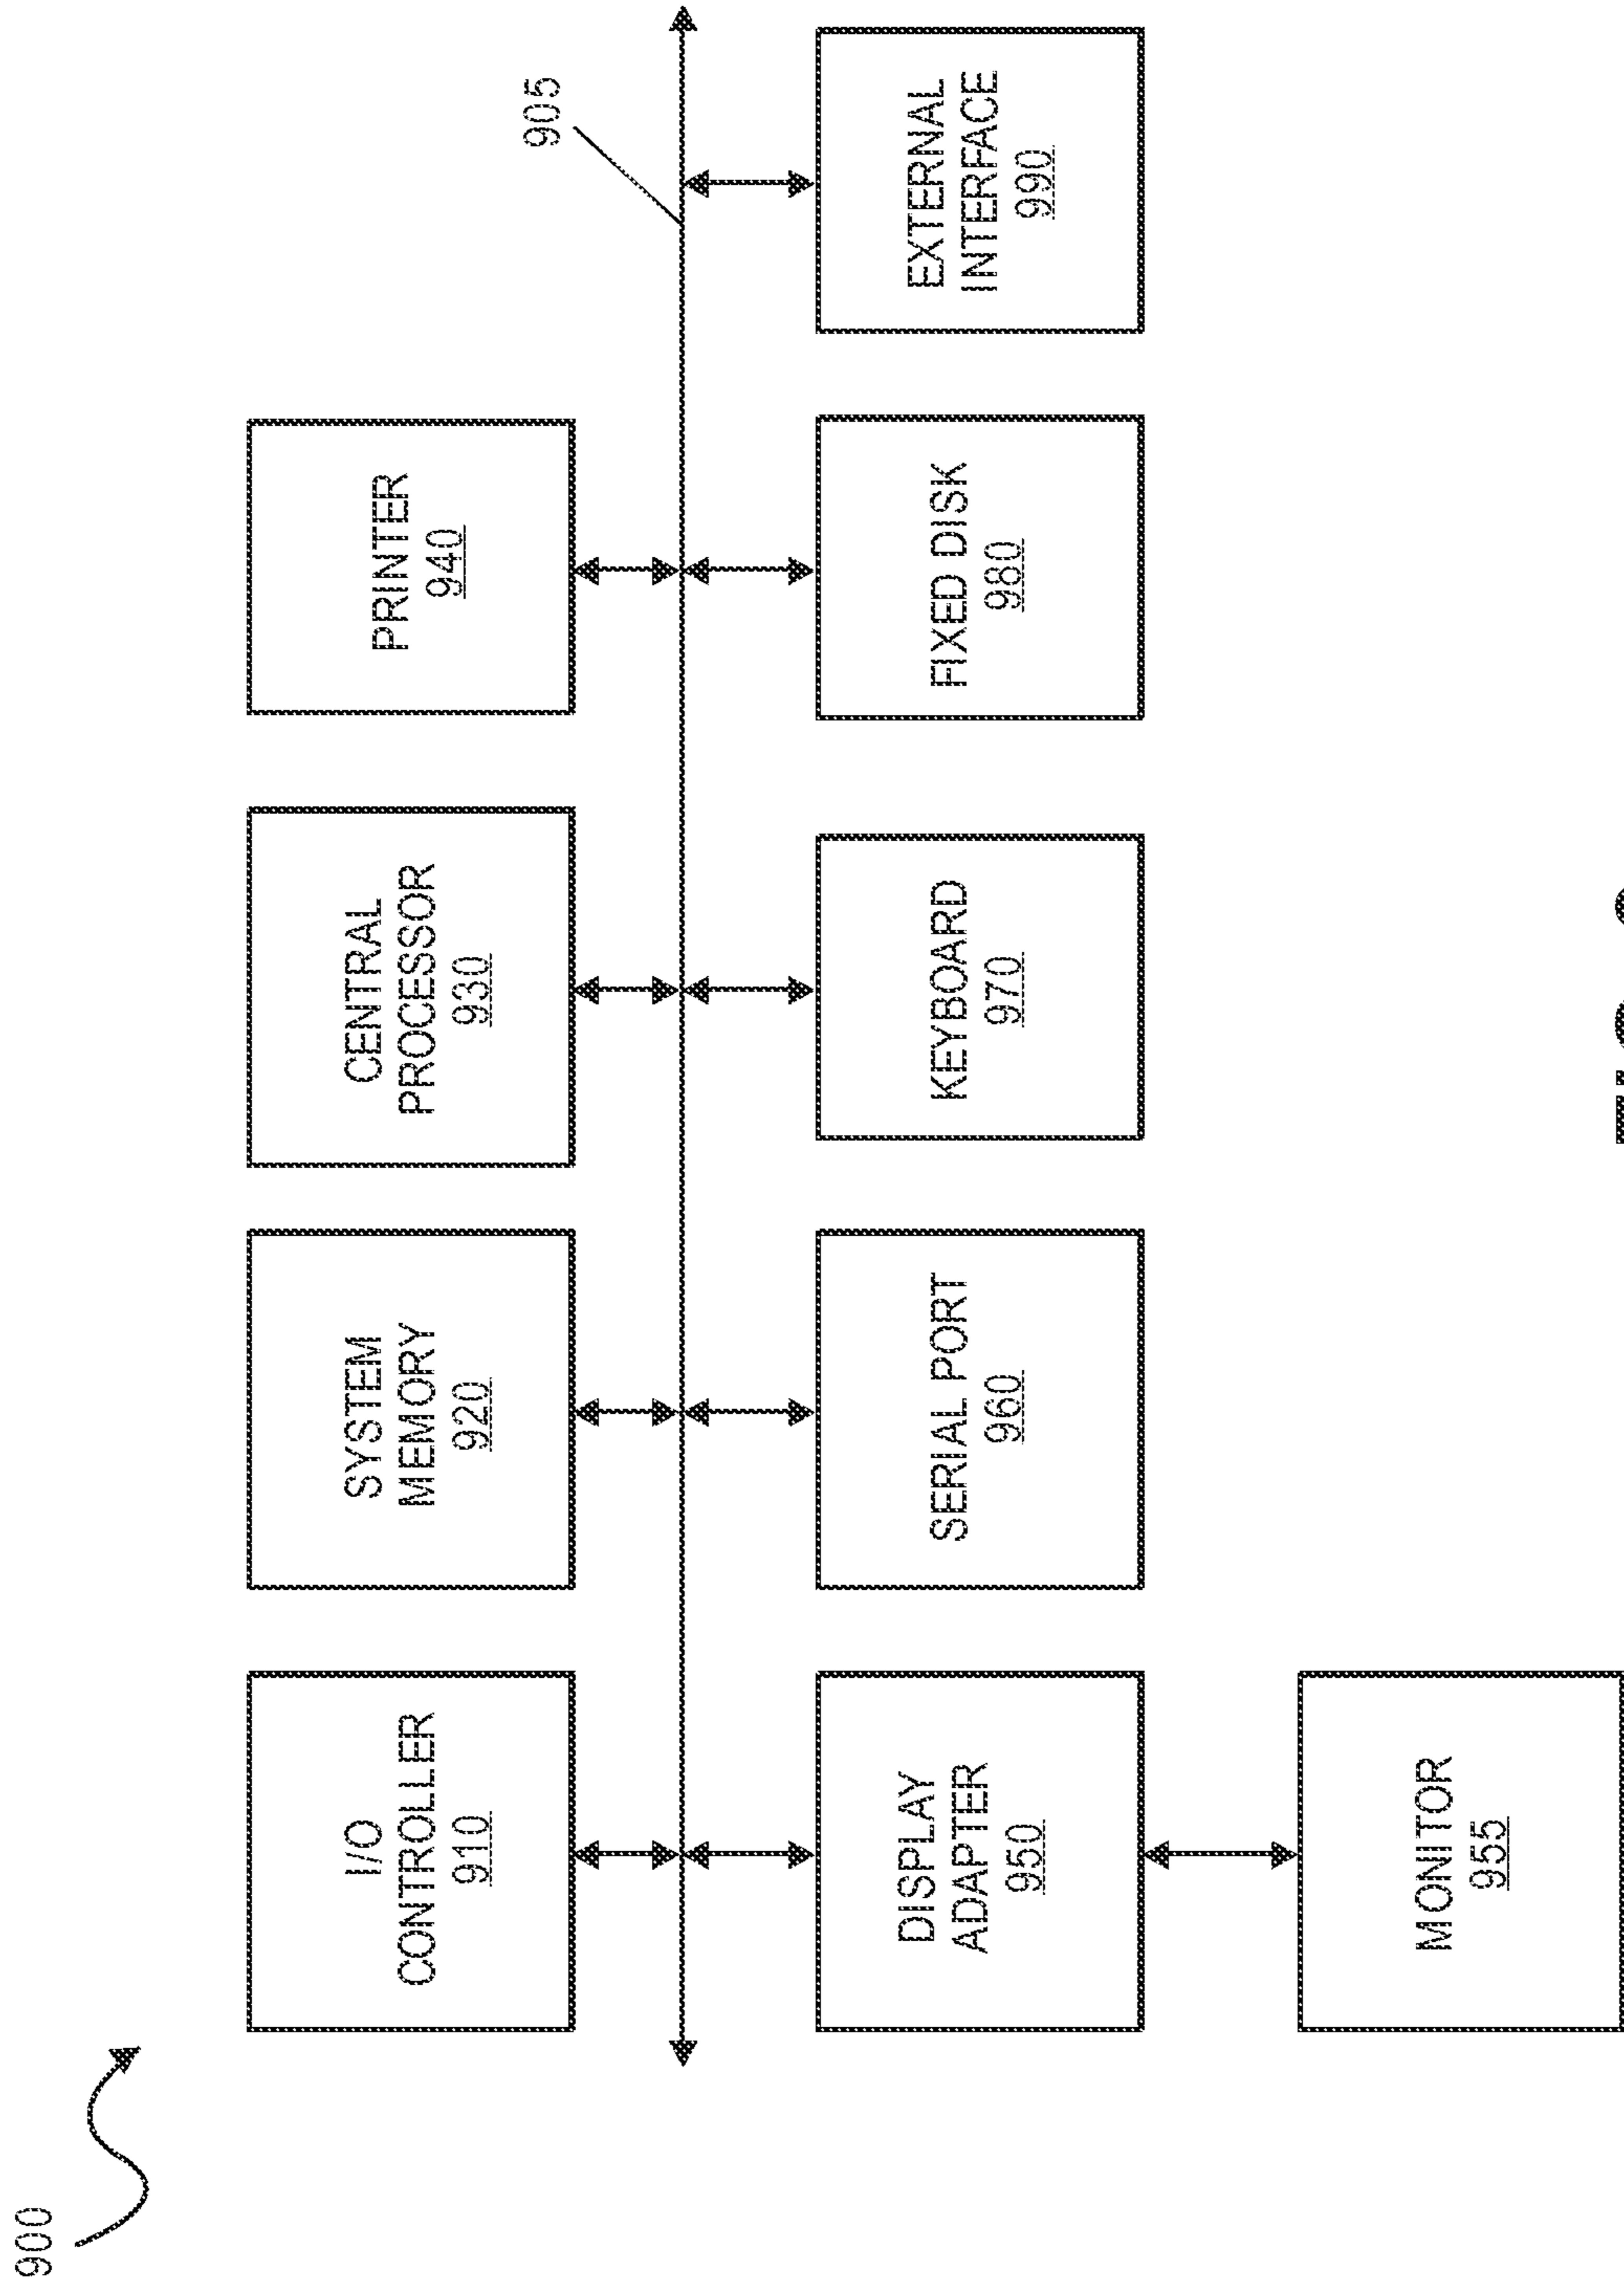 900
I/O
CONTROLLER
910
SYSTEM
MEMORY
920
CENTRAL
PROCESSOR
930
PRINTER
940
905
DISPLAY
ADAPTER
950
SERIAL PORT
960
KEYBOARD
970
FIXED DISK
980
EXTERNAL
INTERFACE
990
MONITOR
955